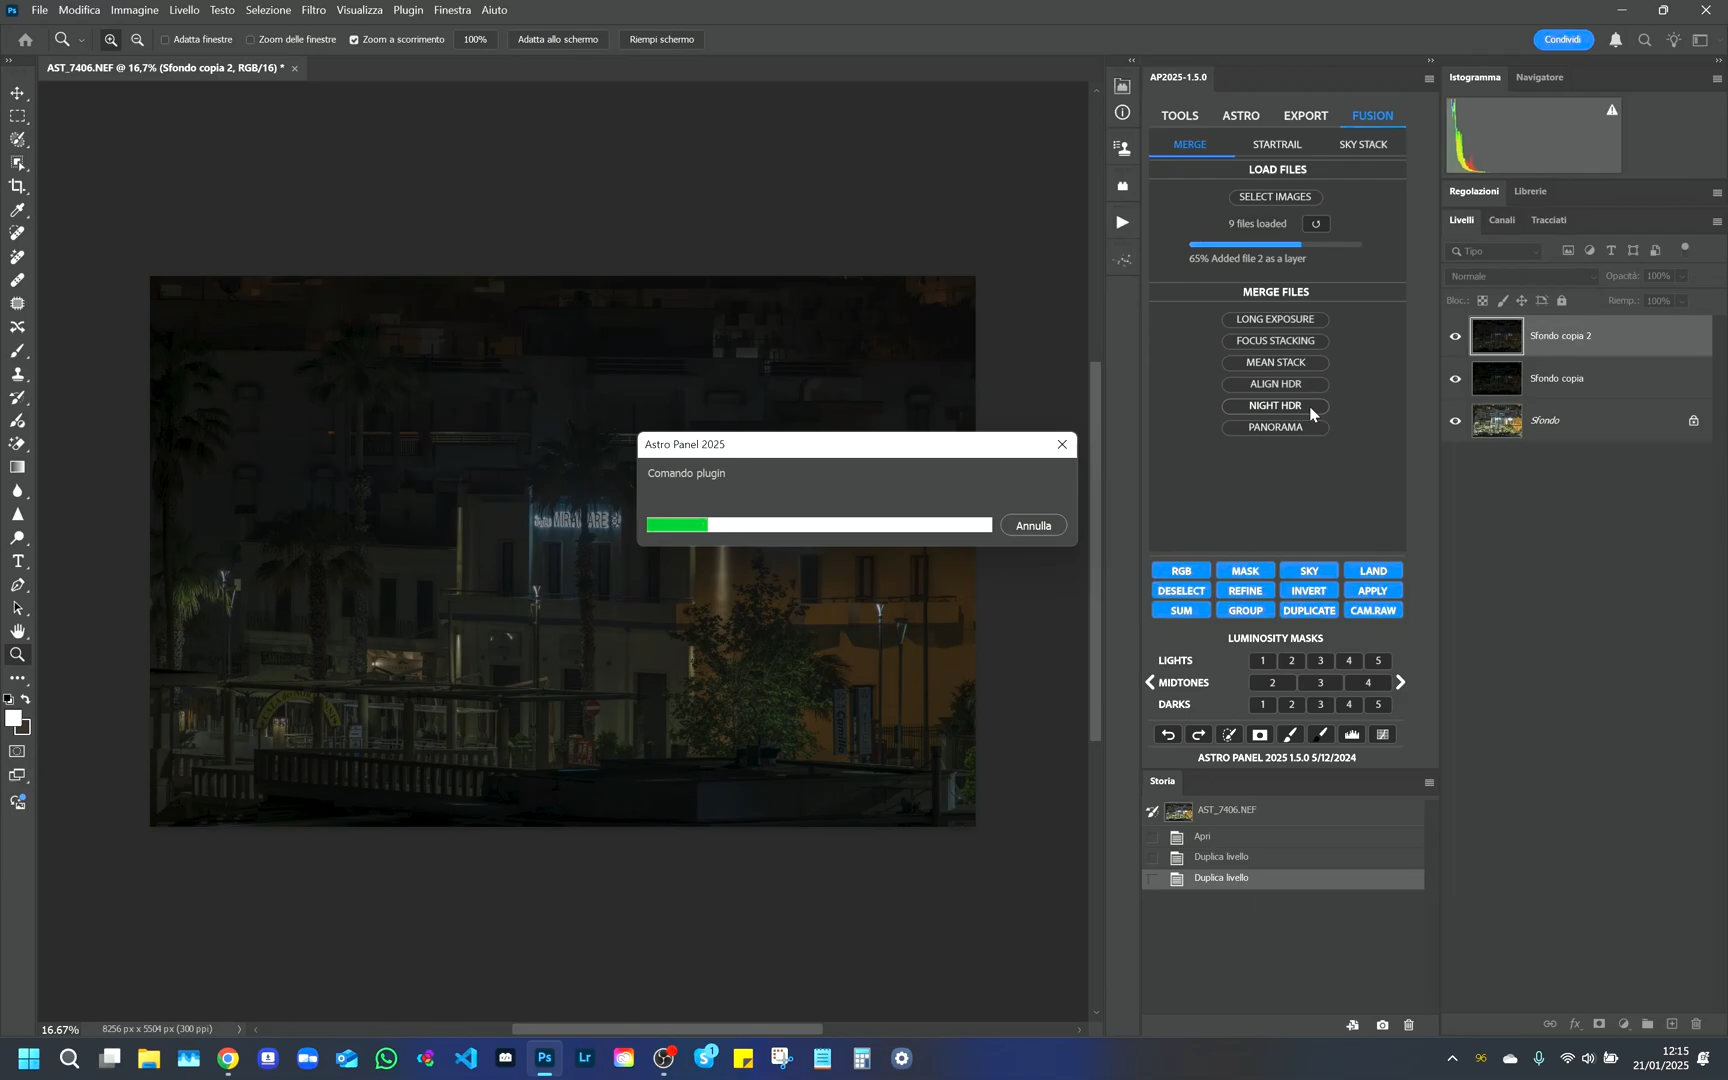 File Modifica Immagine Livello Testo Selezione Filtro Visualizza Plugin Finestra Aiuto
Adatta finestre Zoom delle finestre Zoom a scorrimento 100% Adatta allo schermo Riempi schermo Condividi
AST_7406.NEF @ 16,7% (Sfondo copia 2, RGB/16) *
AP2025-1.5.0
TOOLS ASTRO EXPORT FUSION
MERGE STARTRAIL SKY STACK
LOAD FILES
SELECT IMAGES
9 files loaded
65% Added file 2 as a layer
MERGE FILES
LONG EXPOSURE
FOCUS STACKING
MEAN STACK
ALIGN HDR
NIGHT HDR
PANORAMA
RGB MASK SKY LAND
DESELECT REFINE INVERT APPLY
SUM GROUP DUPLICATE CAM.RAW
LUMINOSITY MASKS
LIGHTS 1 2 3 4 5
MIDTONES 2 3 4
DARKS 1 2 3 4 5
ASTRO PANEL 2025 1.5.0 5/12/2024
Storia
AST_7406.NEF
Apri
Duplica livello
Duplica livello
Istogramma Navigatore
Regolazioni Librerie
Livelli Canali Tracciati
Tipo
Normale Opacità: 100%
Bloc.: Riemp.: 100%
Sfondo copia 2
Sfondo copia
Sfondo
Astro Panel 2025
Comando plugin
Annulla
MIRAMARE
16.67% 8256 px x 5504 px (300 ppi)
Ps Lr 1 96
12:15
21/01/2025